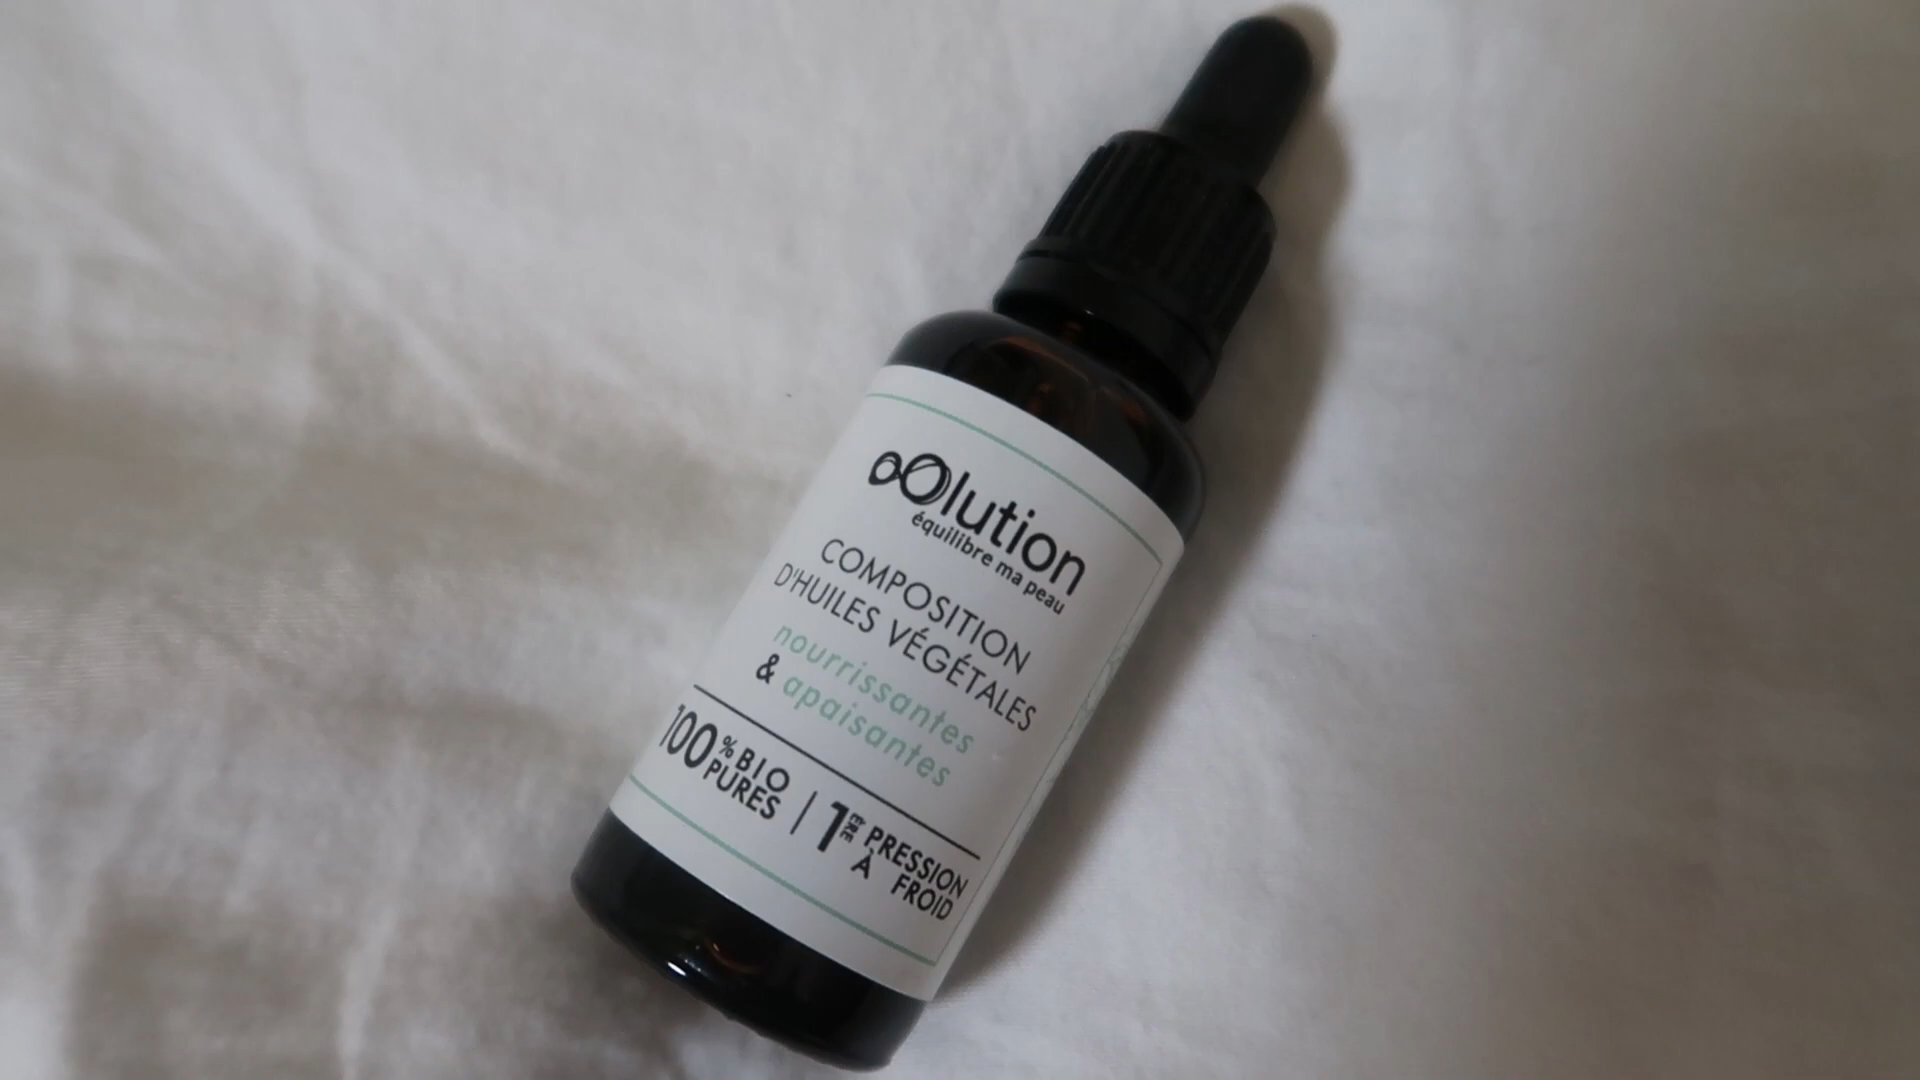 oOlution
équilibre ma peau
COMPOSITION
D'HUILES VÉGÉTALES
nourrissantes
& apaisantes
100% BIO PURES | 1ÈRE PRESSION À FROID